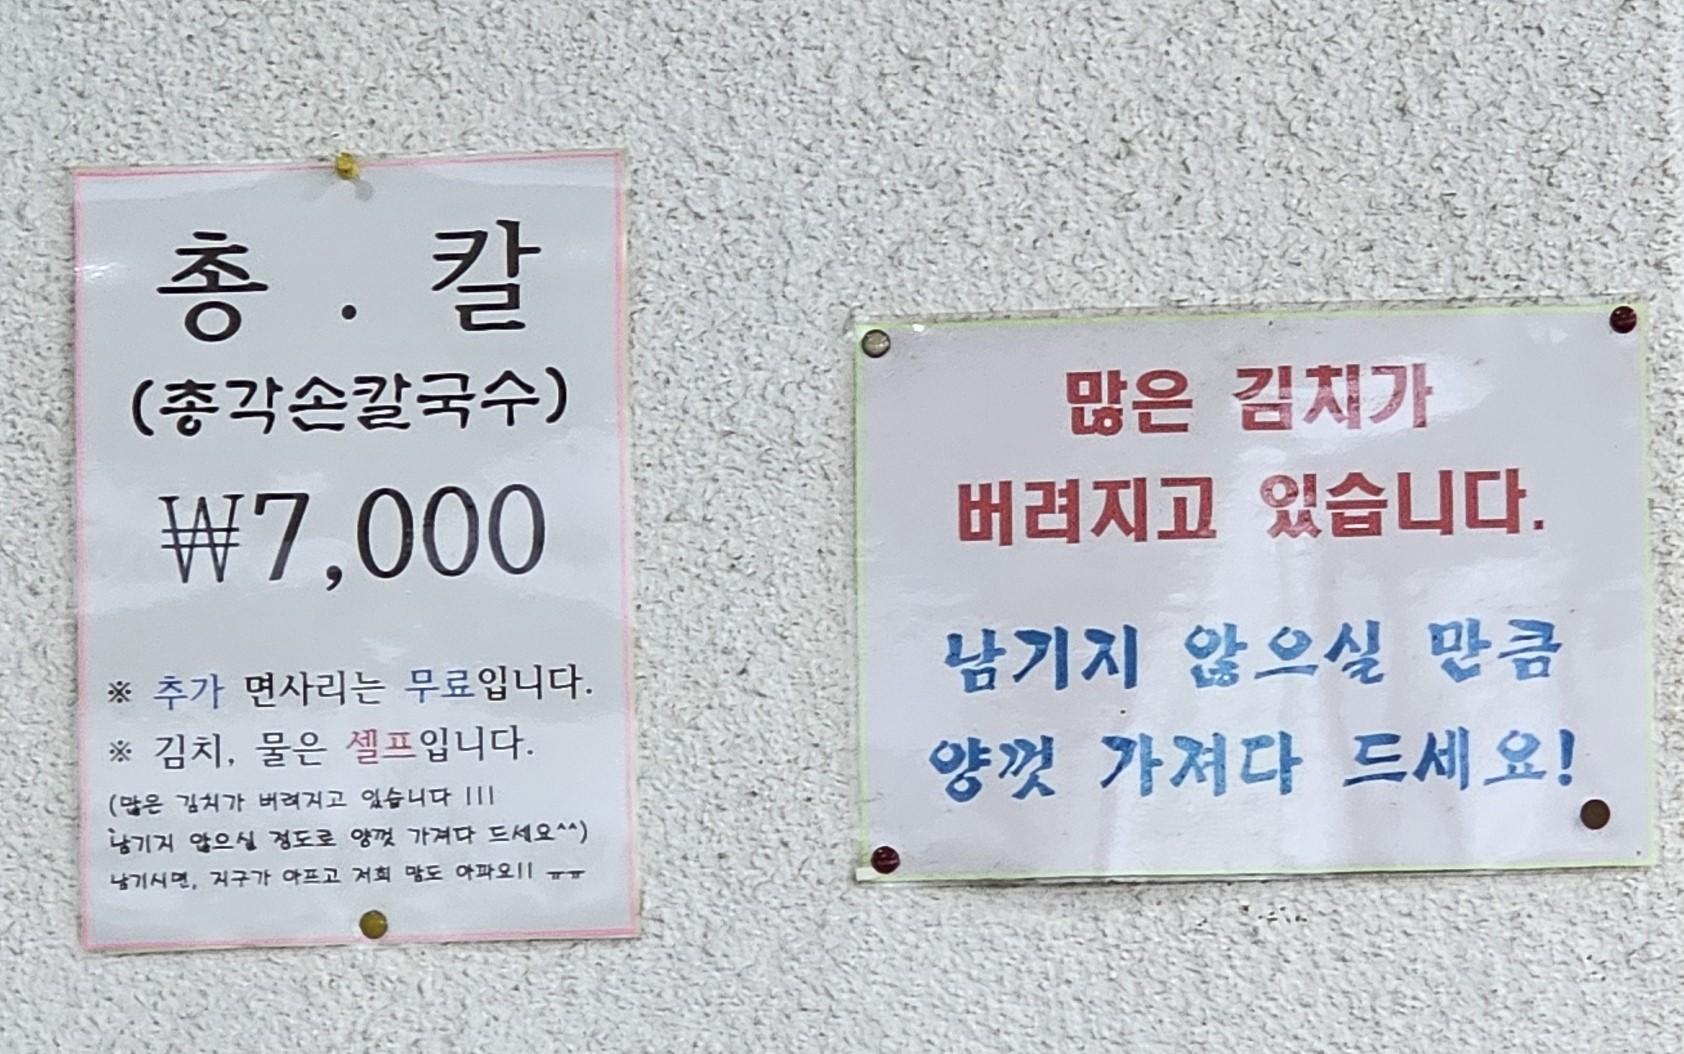 총 . 칼
(총각손칼국수)
₩7,000
※ 추가 면사리는 무료입니다.
※ 김치, 물은 셀프입니다.
(많은 김치가 버려지고 있습니다 !!!
남기지 않으실 정도로 양껏 가져다 드세요^^)
남기시면, 지구가 아프고 저희 맘도 아파요!! ㅠㅠ
많은 김치가
버려지고 있습니다.
남기지 않으실 만큼
양껏 가져다 드세요!